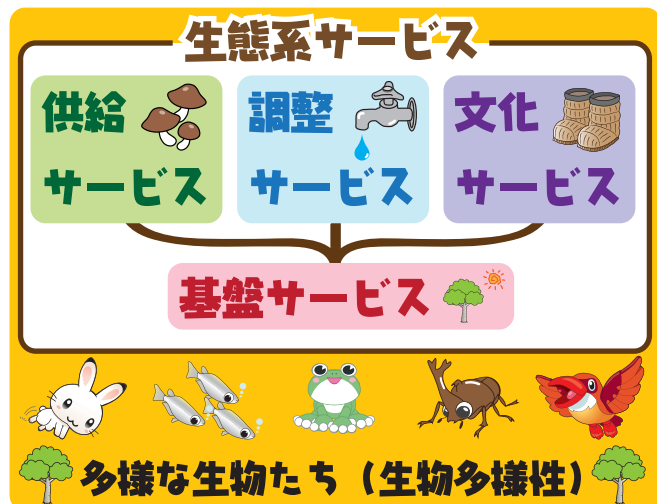 生態系サービス
供給
サービス
調整
サービス
文化
サービス
基盤サービス
多様な生物たち（生物多様性）